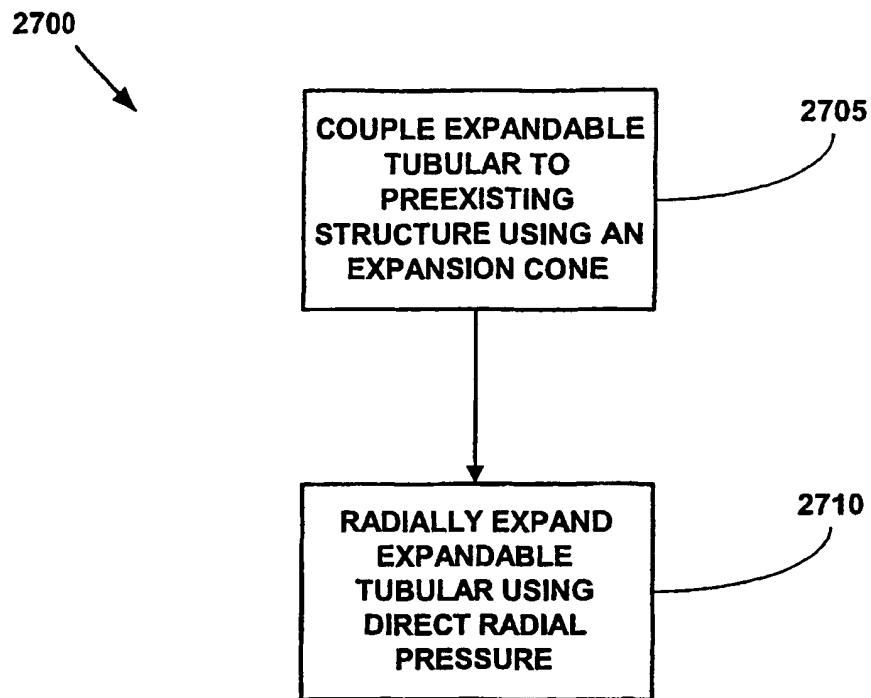 2700
COUPLE EXPANDABLE
TUBULAR TO
PREEXISTING
STRUCTURE USING AN
EXPANSION CONE
2705
RADIALLY EXPAND
EXPANDABLE
TUBULAR USING
DIRECT RADIAL
PRESSURE
2710